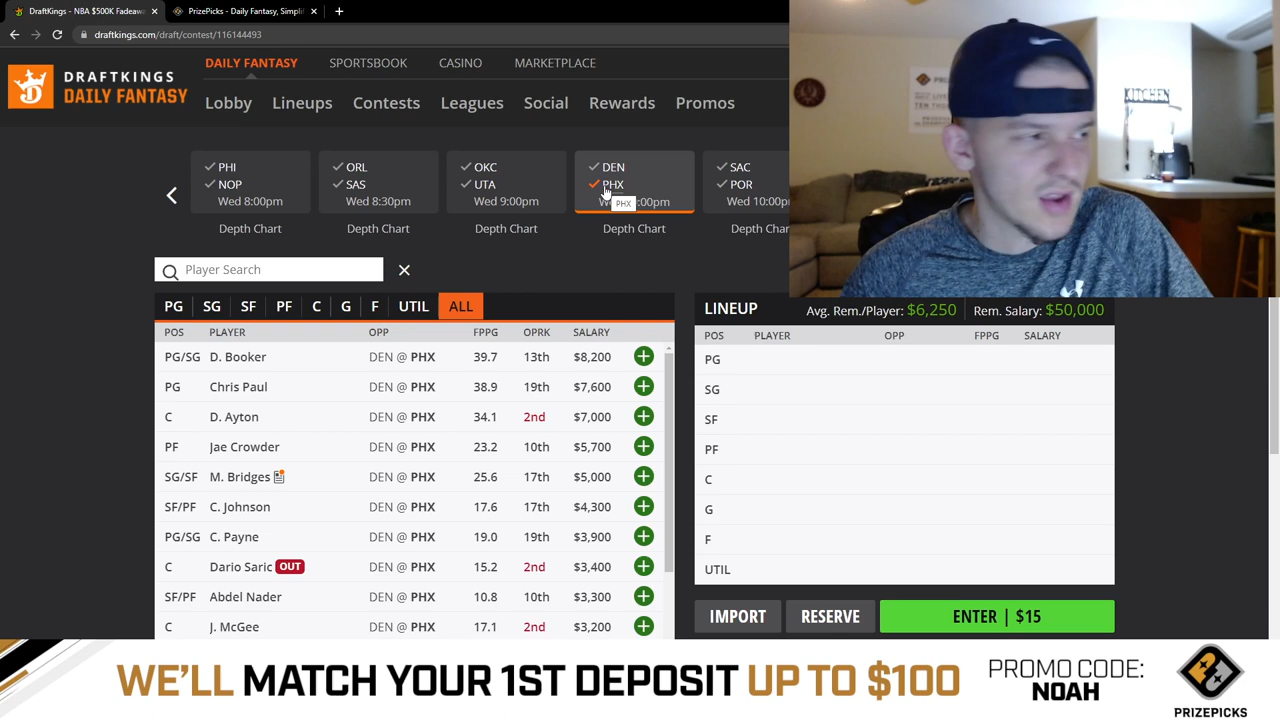 DraftKings - NBA $500K Fadeaw
PrizePicks - Daily Fantasy, Simplif
draftkings.com/draft/contest/116144493
DRAFTKINGS
DAILY FANTASY
DAILY FANTASY SPORTSBOOK CASINO MARKETPLACE
Lobby Lineups Contests Leagues Social Rewards Promos
PHI
NOP
Wed 8:00pm
Depth Chart
ORL
SAS
Wed 8:30pm
Depth Chart
OKC
UTA
Wed 9:00pm
Depth Chart
DEN
PHX
PHX
:00pm
Depth Chart
SAC
POR
Wed 10:00p
Depth Cha
Player Search
PG SG SF PF C G F UTIL ALL
POS PLAYER OPP FPPG OPRK SALARY
PG/SG D. Booker DEN @ PHX 39.7 13th $8,200
PG Chris Paul DEN @ PHX 38.9 19th $7,600
C D. Ayton DEN @ PHX 34.1 2nd $7,000
PF Jae Crowder DEN @ PHX 23.2 10th $5,700
SG/SF M. Bridges DEN @ PHX 25.6 17th $5,000
SF/PF C. Johnson DEN @ PHX 17.6 17th $4,300
PG/SG C. Payne DEN @ PHX 19.0 19th $3,900
C Dario Saric OUT DEN @ PHX 15.2 2nd $3,400
SF/PF Abdel Nader DEN @ PHX 10.8 10th $3,300
C J. McGee DEN @ PHX 17.1 2nd $3,200
LINEUP Avg. Rem./Player: $6,250 Rem. Salary: $50,000
POS PLAYER OPP FPPG SALARY
PG
SG
SF
PF
C
G
F
UTIL
IMPORT RESERVE ENTER | $15
KITCHEN
WE'LL MATCH YOUR 1ST DEPOSIT UP TO $100
PROMO CODE:
NOAH
PRIZEPICKS